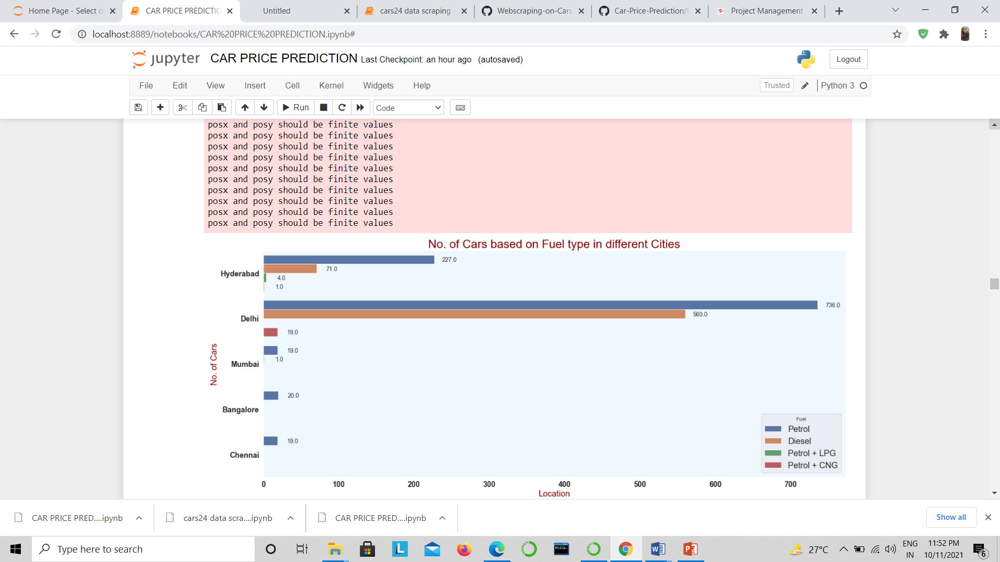 Home Page - Select o
CAR PRICE PREDICTIO
Untitled
cars24 data scraping -
Webscraping-on-Cars
Car-Price-Prediction/
Project Management
localhost:8889/notebooks/CAR%20PRICE%20PREDICTION.ipynb#
jupyter CAR PRICE PREDICTION Last Checkpoint: an hour ago (autosaved)
Logout
File Edit View Insert Cell Kernel Widgets Help
Trusted Python 3
Run Code
posx and posy should be finite values
posx and posy should be finite values
posx and posy should be finite values
posx and posy should be finite values
posx and posy should be finite values
posx and posy should be finite values
posx and posy should be finite values
posx and posy should be finite values
posx and posy should be finite values
posx and posy should be finite values
No. of Cars based on Fuel type in different Cities
227.0
71.0
Hyderabad
4.0
1.0
736.0
560.0
Delhi
19.0
No. of Cars
19.0
1.0
Mumbai
20.0
Bangalore
19.0
Chennai
Fuel
Petrol
Diesel
Petrol + LPG
Petrol + CNG
0 100 200 300 400 500 600 700
Location
CAR PRICE PRED....ipynb
cars24 data scra....ipynb
CAR PRICE PRED....ipynb
Show all
Type here to search
L
MySQL
W
P
27°C
ENG
IN
11:52 PM
10/11/2021
6